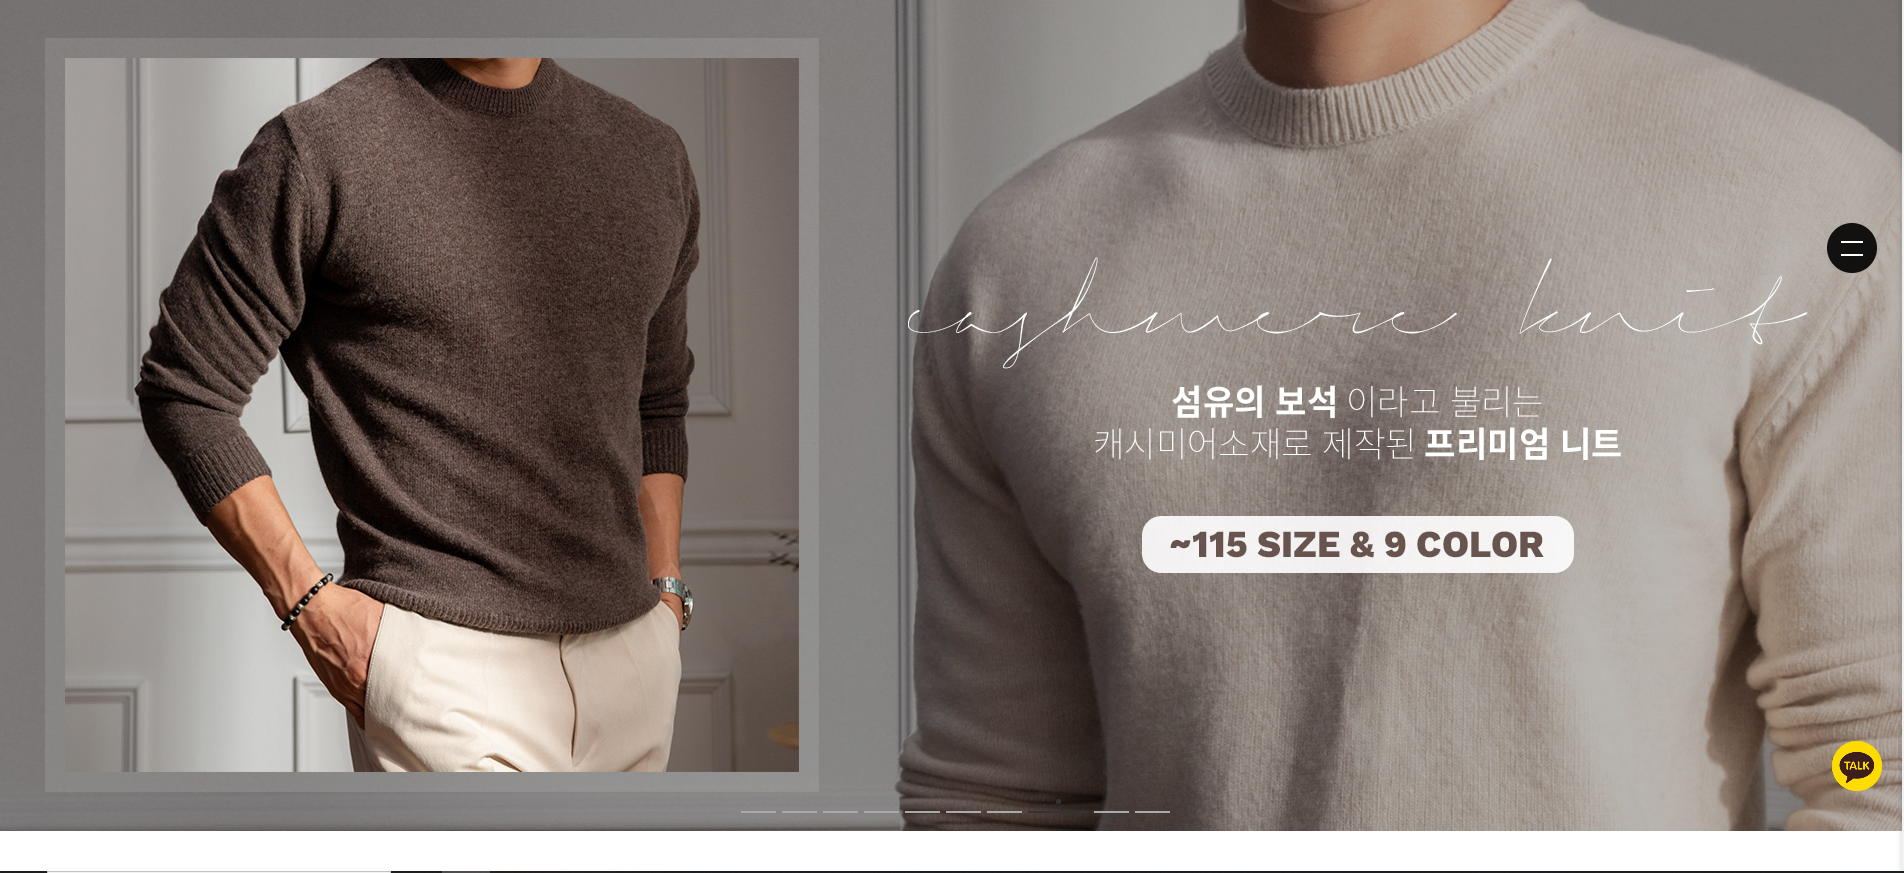 cashmere knit
섬유의 보석 이라고 불리는
캐시미어소재로 제작된 프리미엄 니트
~115 SIZE & 9 COLOR
TALK